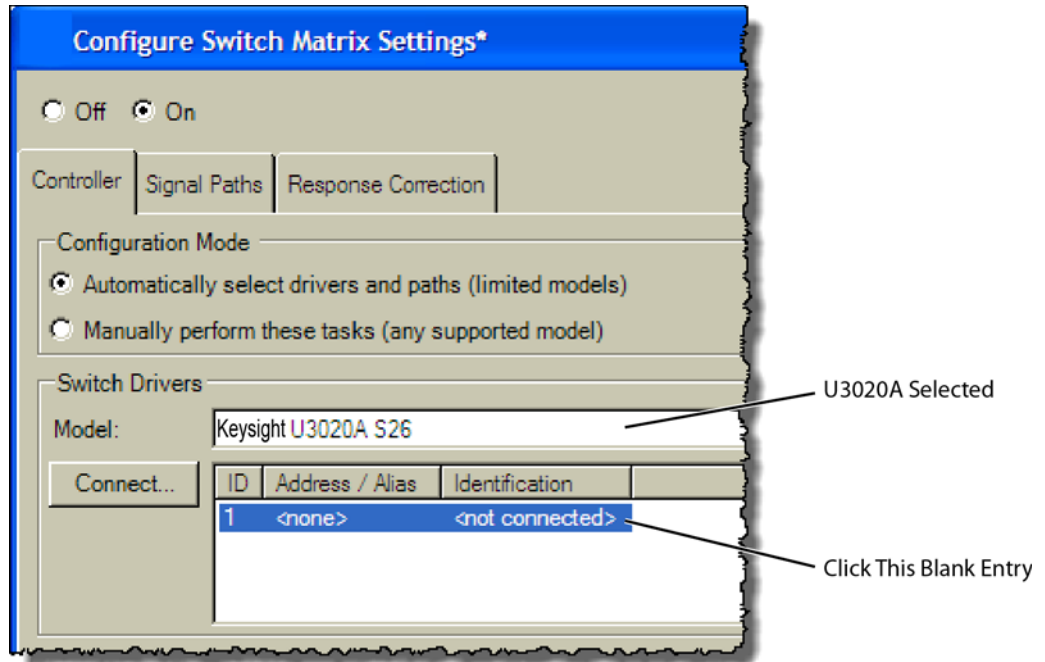 Configure Switch Matrix Settings*
Off On
Controller Signal Paths Response Correction
Configuration Mode
Automatically select drivers and paths (limited models)
Manually perform these tasks (any supported model)
Switch Drivers
U3020A Selected
Model: Keysight U3020A S26
Connect... ID Address / Alias Identification
1 <none> <not connected>
Click This Blank Entry